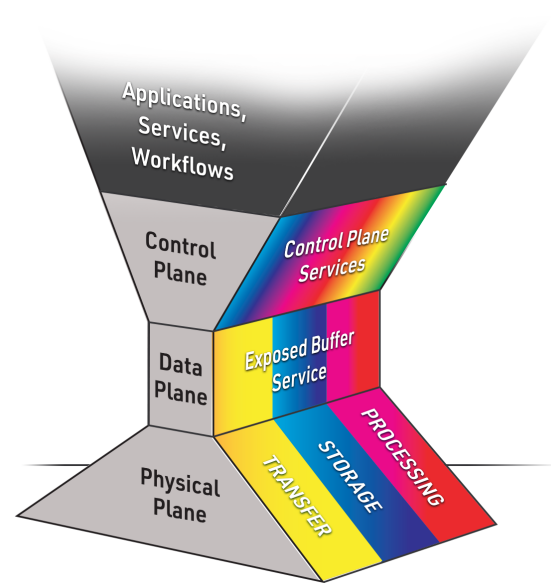 Applications,
Services,
Workflows
Control
Plane
Control Plane
Services
Data
Plane
Exposed Buffer
Service
Physical
Plane
TRANSFER
STORAGE
PROCESSING